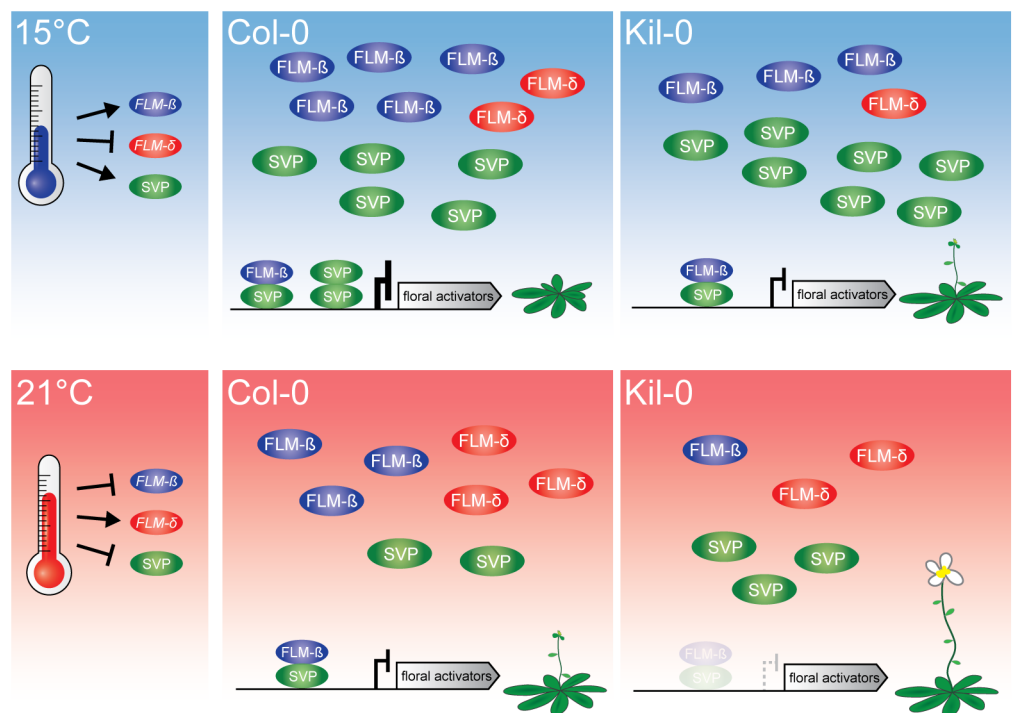 15°C
FLM-ß
FLM-δ
SVP
Col-0
FLM-ß
FLM-ß
FLM-ß
FLM-δ
FLM-ß
FLM-ß
FLM-δ
SVP
SVP
SVP
SVP
SVP
FLM-ß
SVP
SVP
SVP
floral activators
Kil-0
FLM-ß
FLM-ß
FLM-ß
FLM-δ
SVP
SVP
SVP
SVP
SVP
SVP
SVP
FLM-ß
SVP
floral activators
21°C
FLM-ß
FLM-δ
SVP
Col-0
FLM-ß
FLM-δ
FLM-ß
FLM-δ
FLM-ß
FLM-δ
SVP
SVP
FLM-ß
SVP
floral activators
Kil-0
FLM-ß
FLM-δ
FLM-δ
SVP
SVP
SVP
FLM-ß
SVP
floral activators